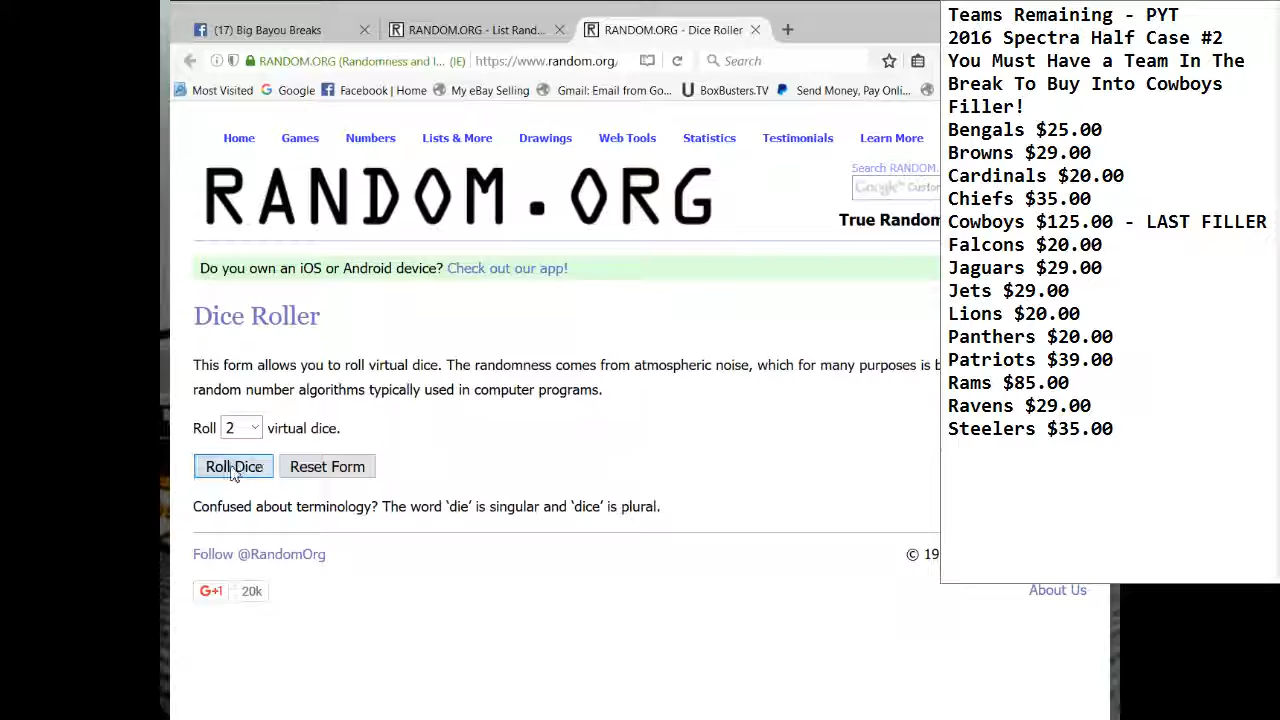 (17) Big Bayou Breaks
RANDOM.ORG - List Rand...
RANDOM.ORG - Dice Roller
RANDOM.ORG (Randomness and I... (IE)
https://www.random.org/
Search
Most Visited
Google
Facebook | Home
My eBay Selling
Gmail: Email from Go...
BoxBusters.TV
Send Money, Pay Onl...
Home
Games
Numbers
Lists & More
Drawings
Web Tools
Statistics
Testimonials
Learn More
RANDOM.ORG
Search RANDOM.
Google™ Custor
True Random
Do you own an iOS or Android device? Check out our app!
Dice Roller
This form allows you to roll virtual dice. The randomness comes from atmospheric noise, which for many purposes is b
random number algorithms typically used in computer programs.
Roll 2 virtual dice.
Roll Dice
Reset Form
Confused about terminology? The word ‘die’ is singular and ‘dice’ is plural.
Follow @RandomOrg
© 19
G+1 20k
About Us
Teams Remaining - PYT
2016 Spectra Half Case #2
You Must Have a Team In The
Break To Buy Into Cowboys
Filler!
Bengals $25.00
Browns $29.00
Cardinals $20.00
Chiefs $35.00
Cowboys $125.00 - LAST FILLER
Falcons $20.00
Jaguars $29.00
Jets $29.00
Lions $20.00
Panthers $20.00
Patriots $39.00
Rams $85.00
Ravens $29.00
Steelers $35.00